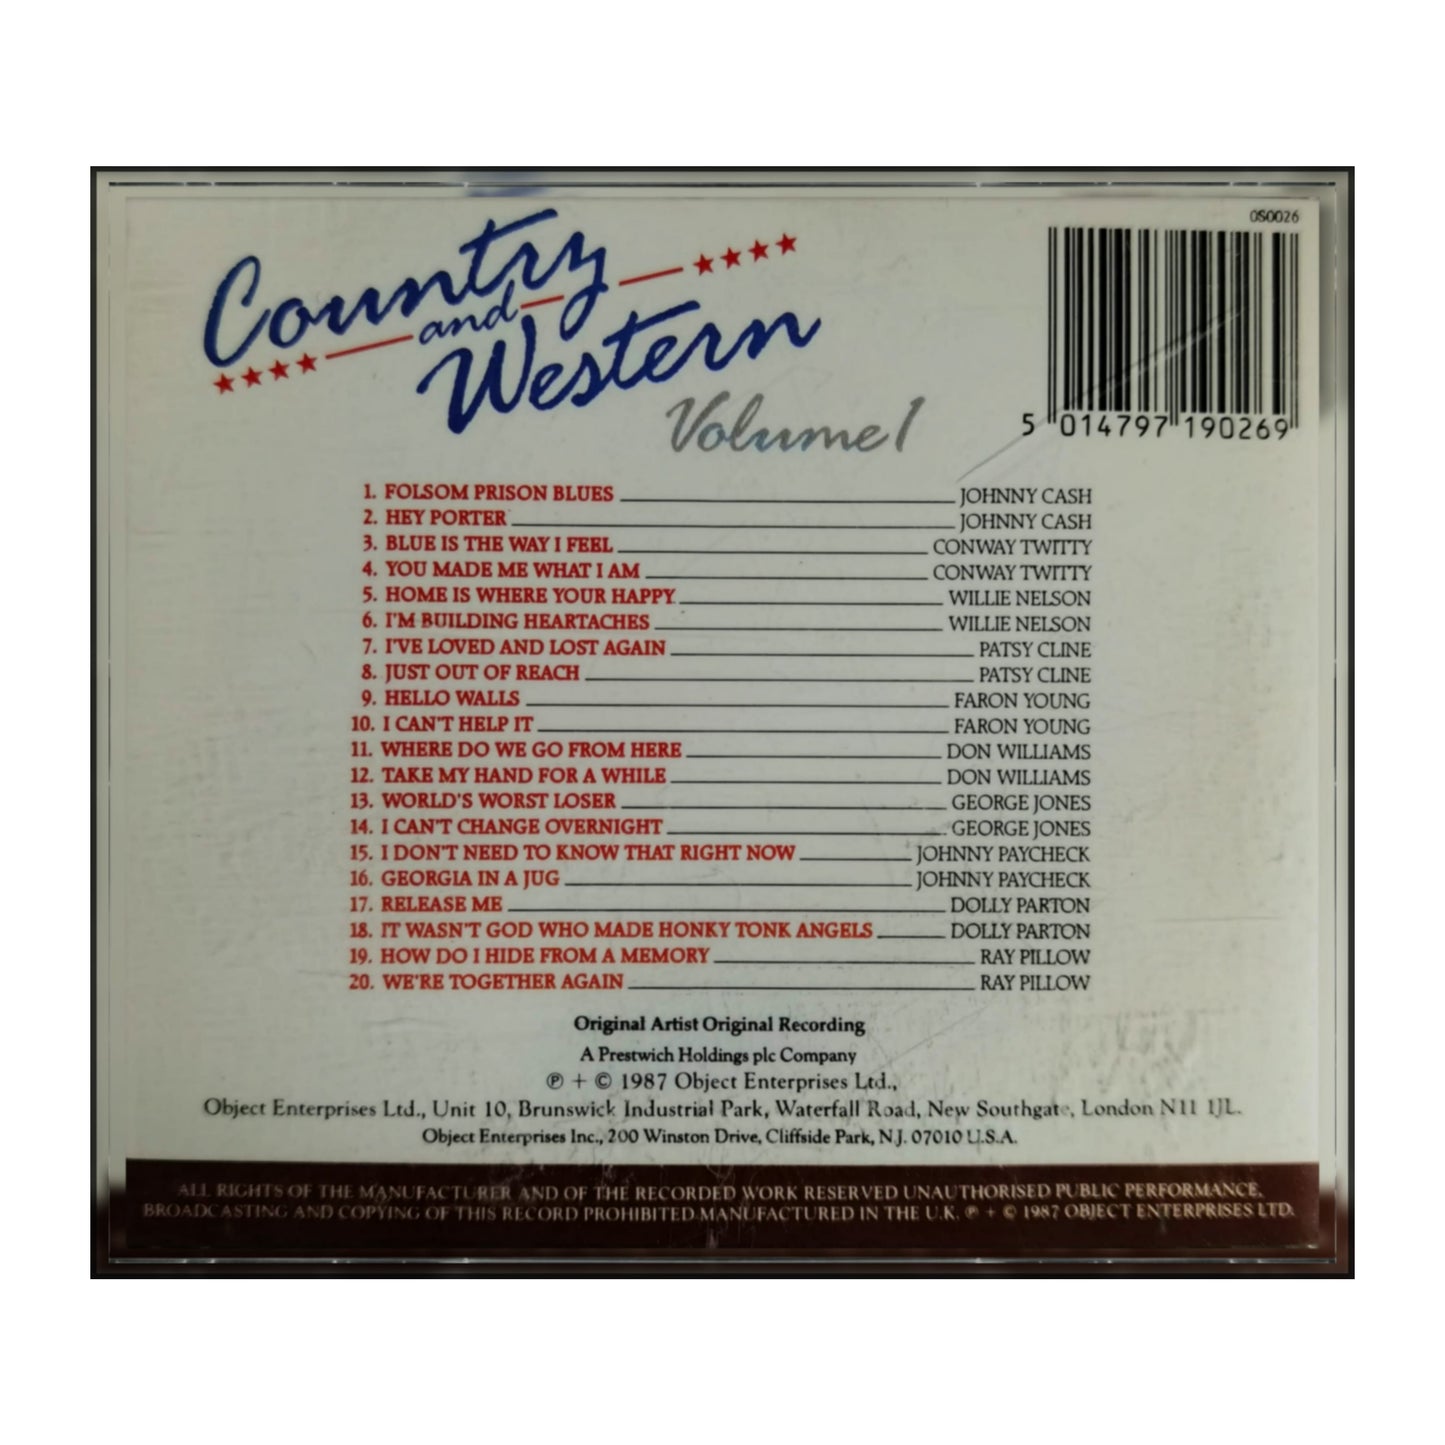 OS0026
Country
and
Western
Volume 1
5 014797 190269
1. FOLSOM PRISON BLUES JOHNNY CASH
2. HEY PORTER JOHNNY CASH
3. BLUE IS THE WAY I FEEL CONWAY TWITTY
4. YOU MADE ME WHAT I AM CONWAY TWITTY
5. HOME IS WHERE YOUR HAPPY WILLIE NELSON
6. I'M BUILDING HEARTACHES WILLIE NELSON
7. I'VE LOVED AND LOST AGAIN PATSY CLINE
8. JUST OUT OF REACH PATSY CLINE
9. HELLO WALLS FARON YOUNG
10. I CAN'T HELP IT FARON YOUNG
11. WHERE DO WE GO FROM HERE DON WILLIAMS
12. TAKE MY HAND FOR A WHILE DON WILLIAMS
13. WORLD'S WORST LOSER GEORGE JONES
14. I CAN'T CHANGE OVERNIGHT GEORGE JONES
15. I DON'T NEED TO KNOW THAT RIGHT NOW JOHNNY PAYCHECK
16. GEORGIA IN A JUG JOHNNY PAYCHECK
17. RELEASE ME DOLLY PARTON
18. IT WASN'T GOD WHO MADE HONKY TONK ANGELS DOLLY PARTON
19. HOW DO I HIDE FROM A MEMORY RAY PILLOW
20. WE'RE TOGETHER AGAIN RAY PILLOW
Original Artist Original Recording
A Prestwich Holdings plc Company
℗ + © 1987 Object Enterprises Ltd.,
Object Enterprises Ltd., Unit 10, Brunswick Industrial Park, Waterfall Road, New Southgate, London N11 1JL.
Object Enterprises Inc., 200 Winston Drive, Cliffside Park, N.J. 07010 U.S.A.
ALL RIGHTS OF THE MANUFACTURER AND OF THE RECORDED WORK RESERVED UNAUTHORISED PUBLIC PERFORMANCE,
BROADCASTING AND COPYING OF THIS RECORD PROHIBITED MANUFACTURED IN THE U.K. ℗ + © 1987 OBJECT ENTERPRISES LTD.